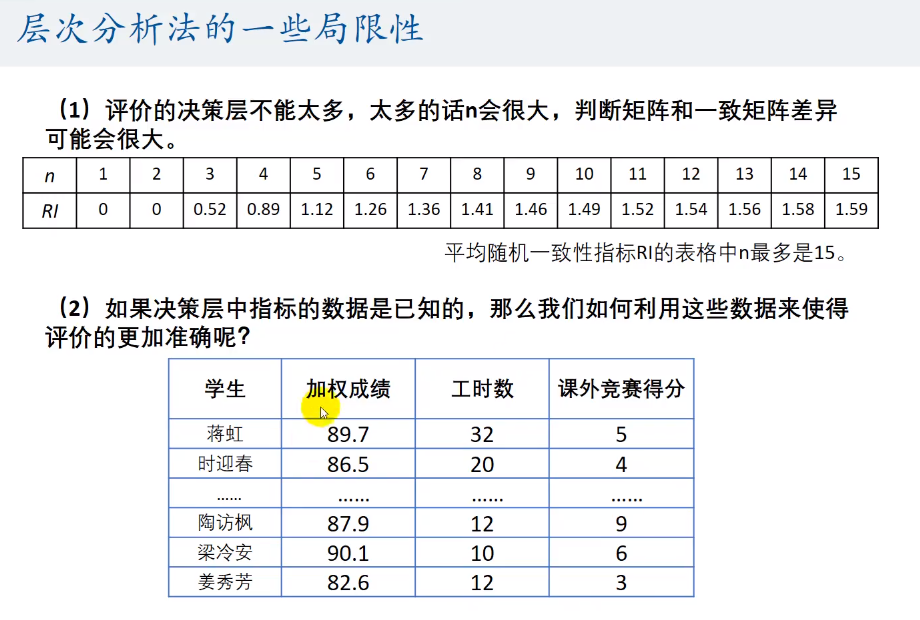 层次分析法的一些局限性
（1）评价的决策层不能太多，太多的话n会很大，判断矩阵和一致矩阵差异
可能会很大。
n 1 2 3 4 5 6 7 8 9 10 11 12 13 14 15
RI 0 0 0.52 0.89 1.12 1.26 1.36 1.41 1.46 1.49 1.52 1.54 1.56 1.58 1.59
平均随机一致性指标RI的表格中n最多是15。
（2）如果决策层中指标的数据是已知的，那么我们如何利用这些数据来使得
评价的更加准确呢？
学生 加权成绩 工时数 课外竞赛得分
蒋虹 89.7 32 5
时迎春 86.5 20 4
…… …… …… ……
陶访枫 87.9 12 9
梁冷安 90.1 10 6
姜秀芳 82.6 12 3